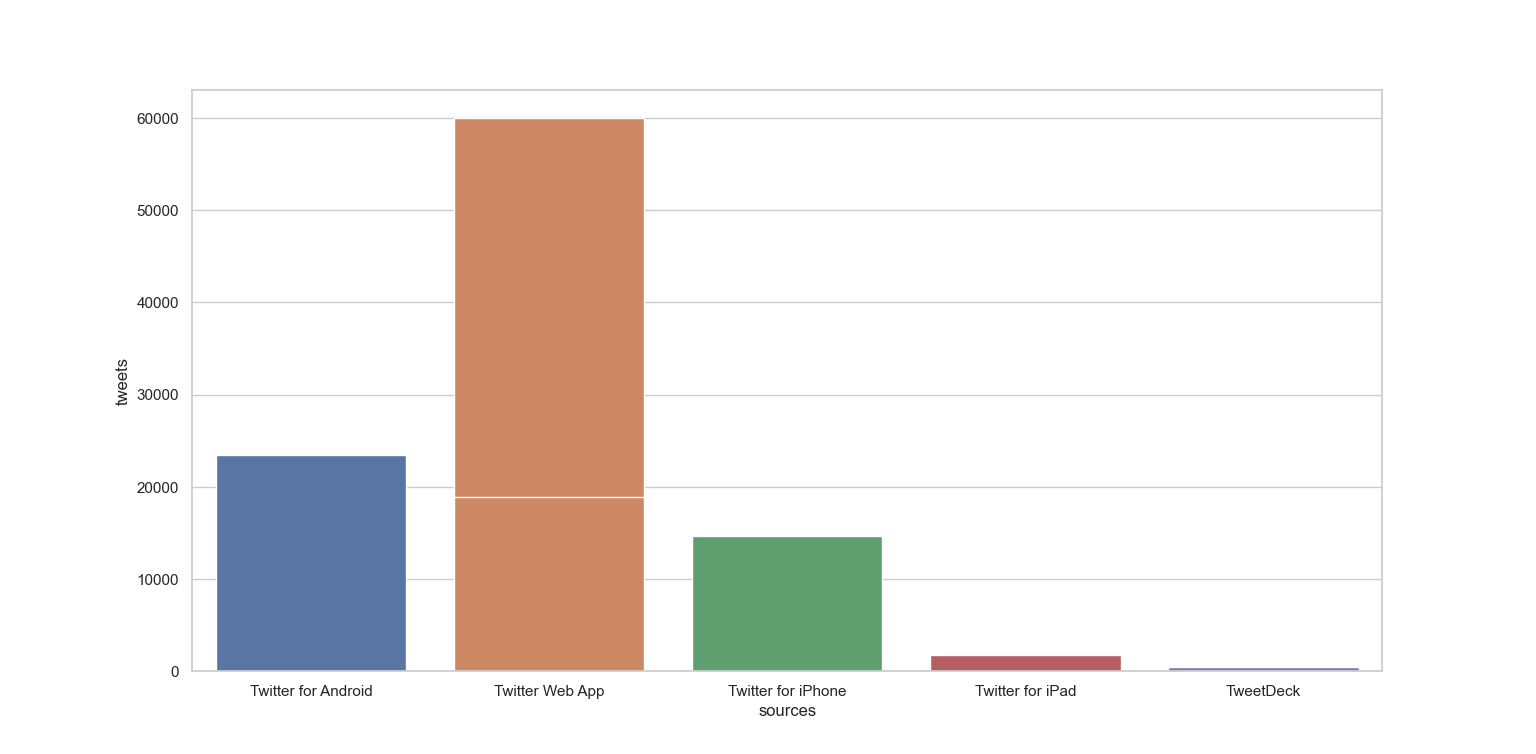 60000
50000
40000
30000
20000
10000
0
tweets
Twitter for Android
Twitter Web App
Twitter for iPhone
Twitter for iPad
TweetDeck
sources